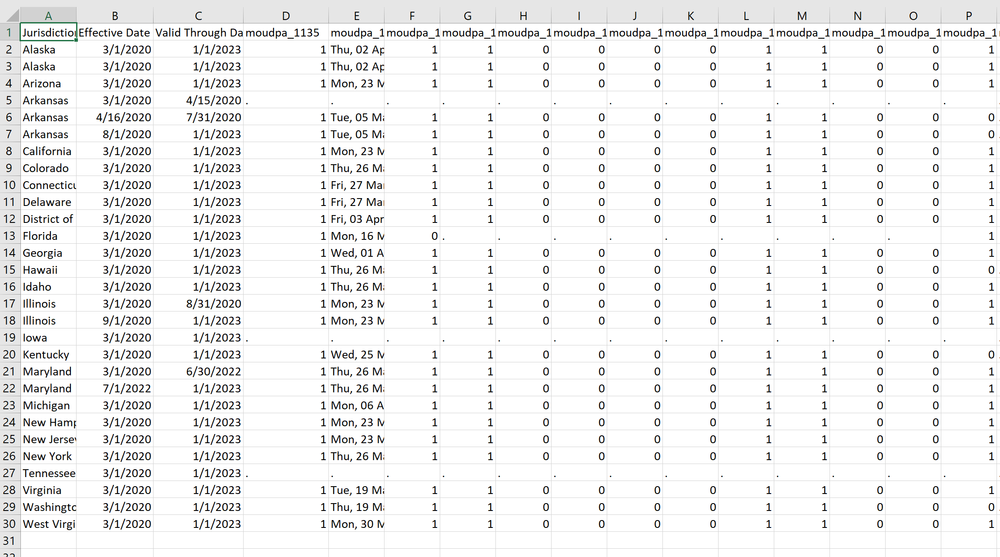 A B C D E F G H I J K L M N O P
1 Jurisdiction Effective Date Valid Through Da moudpa_1135 moudpa_1 moudpa_1 moudpa_1 moudpa_1 moudpa_1 moudpa_1 moudpa_1 moudpa_1 moudpa_1 moudpa_1 moudpa_1 moudpa_1
2 Alaska 3/1/2020 1/1/2023 1 Thu, 02 Ap 1 1 0 0 0 0 1 1 0 0 1
3 Alaska 3/1/2020 1/1/2023 1 Thu, 02 Ap 1 1 0 0 0 0 1 1 0 0 1
4 Arizona 3/1/2020 1/1/2023 1 Mon, 23 M 1 1 0 0 0 0 1 1 0 0 1
5 Arkansas 3/1/2020 4/15/2020 . . . . . . . . . . . . .
6 Arkansas 4/16/2020 7/31/2020 1 Tue, 05 Ma 1 1 0 0 0 0 1 1 0 0 0 .
7 Arkansas 8/1/2020 1/1/2023 1 Tue, 05 Ma 1 1 0 0 0 0 1 1 0 0 0 .
8 California 3/1/2020 1/1/2023 1 Mon, 23 M 1 1 0 0 0 0 1 1 0 0 1
9 Colorado 3/1/2020 1/1/2023 1 Thu, 26 Ma 1 1 0 0 0 0 1 1 0 0 1
10 Connecticu 3/1/2020 1/1/2023 1 Fri, 27 Mar 1 1 0 0 0 0 1 1 0 0 1
11 Delaware 3/1/2020 1/1/2023 1 Fri, 27 Mar 1 1 0 0 0 0 1 1 0 0 1
12 District of 3/1/2020 1/1/2023 1 Fri, 03 Apr 1 1 0 0 0 0 1 1 0 0 1
13 Florida 3/1/2020 1/1/2023 1 Mon, 16 M 0 . . . . . . . . . 1
14 Georgia 3/1/2020 1/1/2023 1 Wed, 01 A 1 1 0 0 0 0 1 1 0 0 1
15 Hawaii 3/1/2020 1/1/2023 1 Thu, 26 Ma 1 1 0 0 0 0 1 1 0 0 0 .
16 Idaho 3/1/2020 1/1/2023 1 Thu, 26 Ma 1 1 0 0 0 0 1 1 0 0 1
17 Illinois 3/1/2020 8/31/2020 1 Mon, 23 M 1 1 0 0 0 0 1 1 0 0 1
18 Illinois 9/1/2020 1/1/2023 1 Mon, 23 M 1 1 0 0 0 0 1 1 0 0 1
19 Iowa 3/1/2020 1/1/2023 . . . . . . . . . . . . . .
20 Kentucky 3/1/2020 1/1/2023 1 Wed, 25 M 1 1 0 0 0 0 1 1 0 0 0 .
21 Maryland 3/1/2020 6/30/2022 1 Thu, 26 Ma 1 1 0 0 0 0 1 1 0 0 1
22 Maryland 7/1/2022 1/1/2023 1 Thu, 26 Ma 1 1 0 0 0 0 1 1 0 0 1
23 Michigan 3/1/2020 1/1/2023 1 Mon, 06 A 1 1 0 0 0 0 1 1 0 0 1
24 New Hamp 3/1/2020 1/1/2023 1 Mon, 23 M 1 1 0 0 0 0 1 1 0 0 1
25 New Jersey 3/1/2020 1/1/2023 1 Mon, 23 M 1 1 0 0 0 0 1 1 0 0 1
26 New York 3/1/2020 1/1/2023 1 Thu, 26 Ma 1 1 0 0 0 0 1 1 0 0 1
27 Tennessee 3/1/2020 1/1/2023 . . . . . . . . . . . . . .
28 Virginia 3/1/2020 1/1/2023 1 Tue, 19 Ma 1 1 0 0 0 0 1 1 0 0 1
29 Washingto 3/1/2020 1/1/2023 1 Thu, 19 Ma 1 1 0 0 0 0 1 1 0 0 0 .
30 West Virgi 3/1/2020 1/1/2023 1 Mon, 30 M 1 1 0 0 0 0 1 1 0 0 1
31